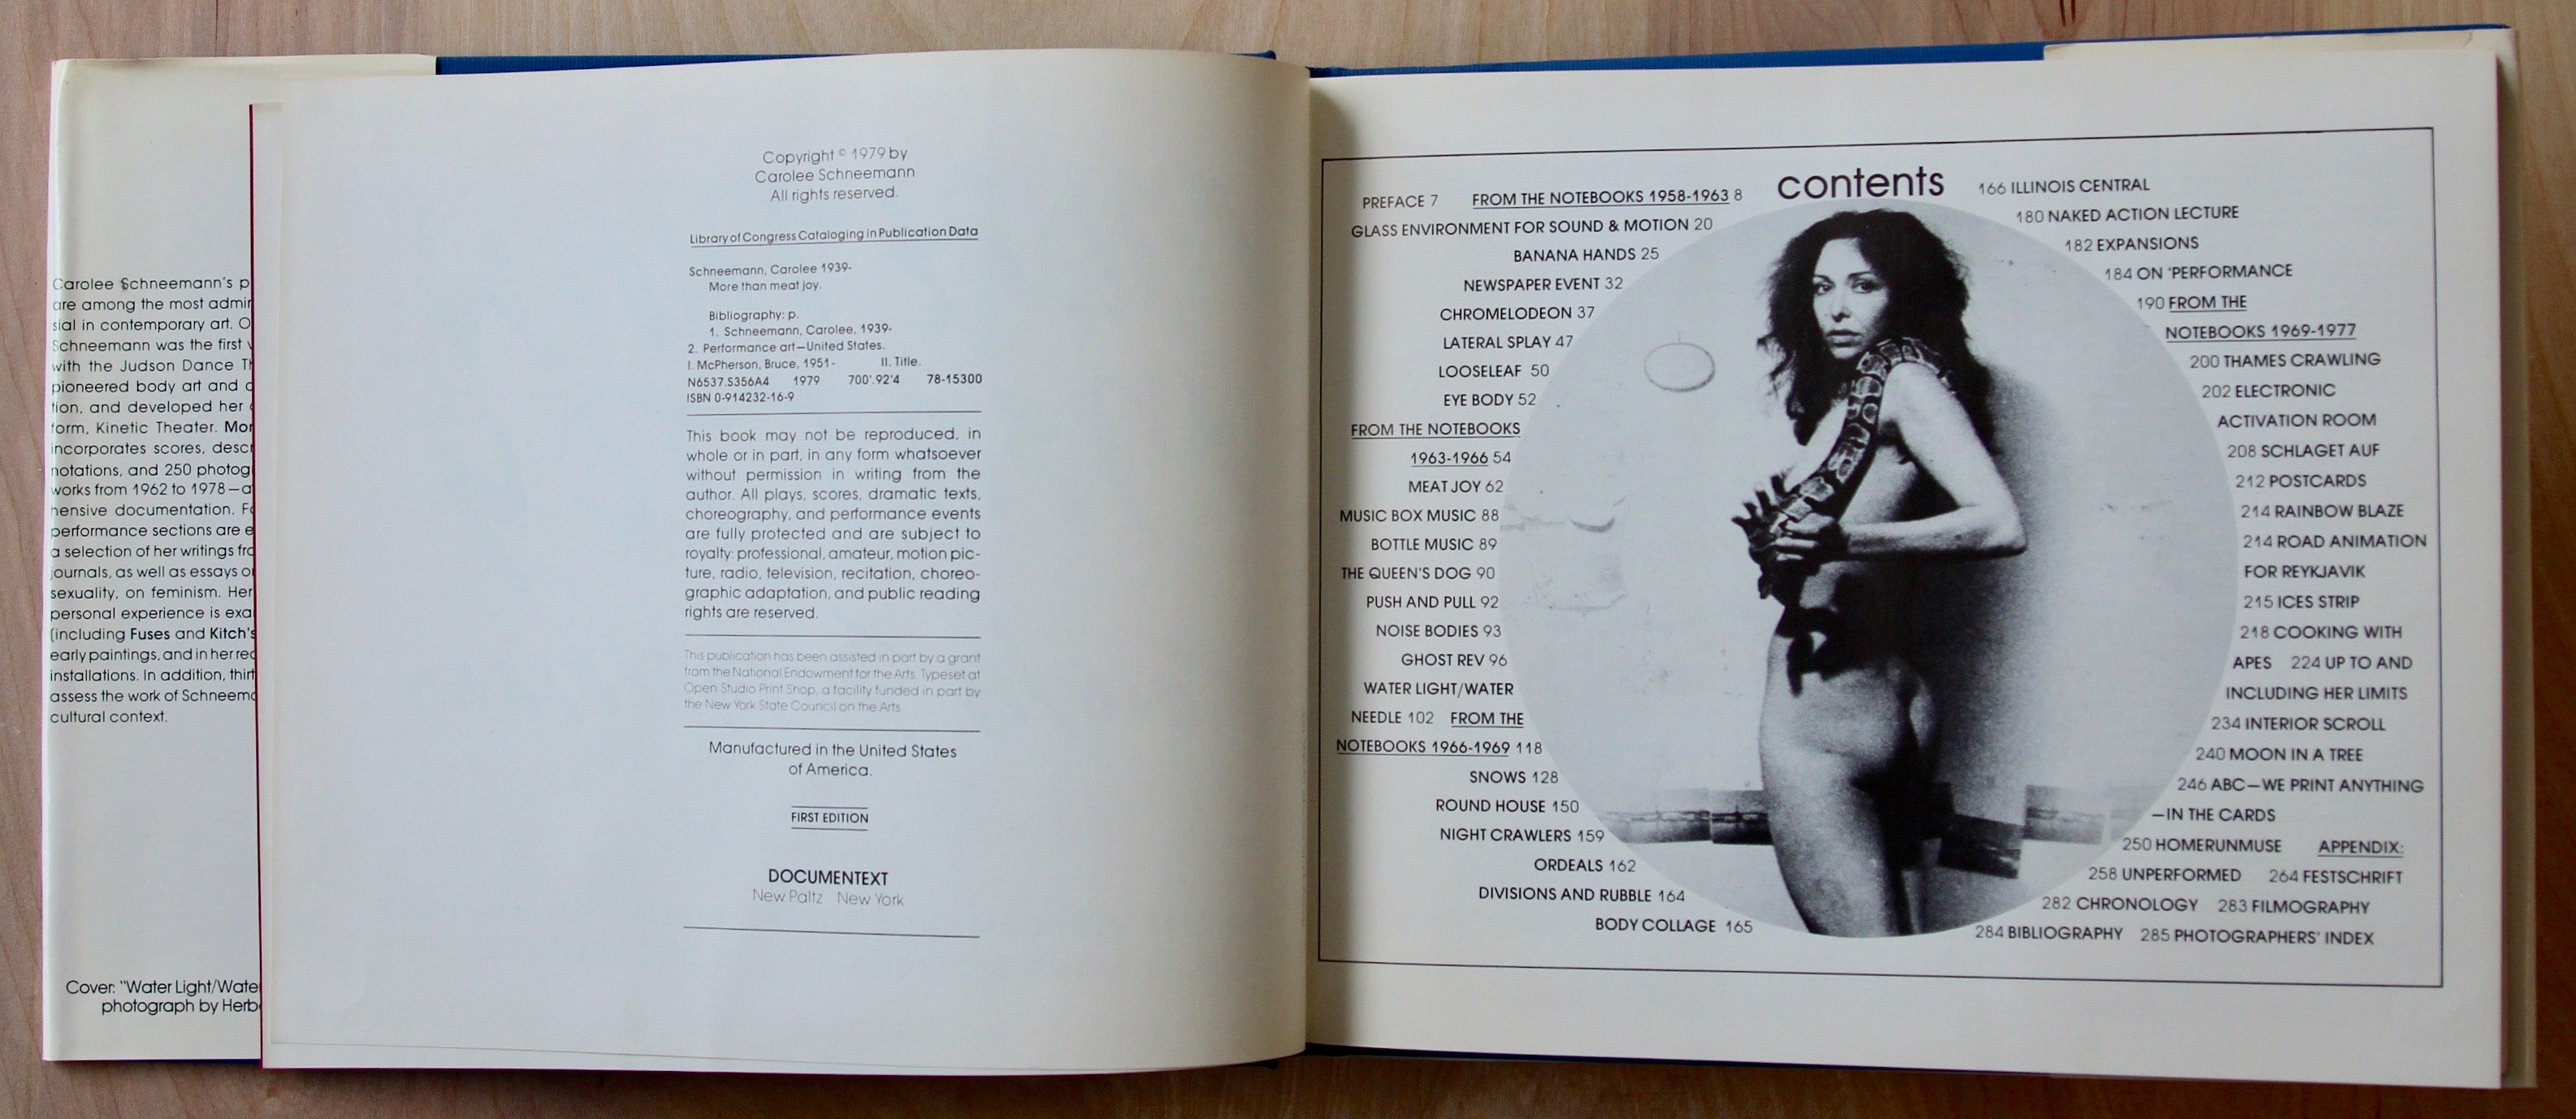 Carolee Schneemann's p
are among the most admir
sial in contemporary art. O
Schneemann was the first
with the Judson Dance T
pioneered body art and
tion, and developed her
form, Kinetic Theater. Mor
incorporates scores, descr
notations, and 250 photog
works from 1962 to 1978—a
hensive documentation. Fo
performance sections are e
a selection of her writings fro
journals, as well as essays o
sexuality, on feminism. Her
personal experience is exa
(including Fuses and Kitch's
early paintings, and in her rec
installations. In addition, thirt
assess the work of Schneema
cultural context.
Cover: "Water Light/Wate
photograph by Herb
Copyright © 1979 by
Carolee Schneemann
All rights reserved.
Library of Congress Cataloging in Publication Data
Schneemann, Carolee 1939-
More than meat joy.
Bibliography: p.
1. Schneemann, Carolee, 1939-
2. Performance art—United States.
I. McPherson, Bruce, 1951- II. Title.
N6537.S356A4 1979 700'.92'4 78-15300
ISBN 0-914232-16-9
This book may not be reproduced, in
whole or in part, in any form whatsoever
without permission in writing from the
author. All plays, scores, dramatic texts,
choreography, and performance events
are fully protected and are subject to
royalty: professional, amateur, motion pic-
ture, radio, television, recitation, choreo-
graphic adaptation, and public reading
rights are reserved.
This publication has been assisted in part by a grant
from the National Endowment for the Arts. Typeset at
Open Studio Print Shop, a facility funded in part by
the New York State Council on the Arts.
Manufactured in the United States
of America.
FIRST EDITION
DOCUMENTEXT
New Paltz New York
contents
PREFACE 7 FROM THE NOTEBOOKS 1958-1963 8
GLASS ENVIRONMENT FOR SOUND & MOTION 20
BANANA HANDS 25
NEWSPAPER EVENT 32
CHROMELODEON 37
LATERAL SPLAY 47
LOOSELEAF 50
EYE BODY 52
FROM THE NOTEBOOKS
1963-1966 54
MEAT JOY 62
MUSIC BOX MUSIC 88
BOTTLE MUSIC 89
THE QUEEN'S DOG 90
PUSH AND PULL 92
NOISE BODIES 93
GHOST REV 96
WATER LIGHT/WATER
NEEDLE 102 FROM THE
NOTEBOOKS 1966-1969 118
SNOWS 128
ROUND HOUSE 150
NIGHT CRAWLERS 159
ORDEALS 162
DIVISIONS AND RUBBLE 164
BODY COLLAGE 165
166 ILLINOIS CENTRAL
180 NAKED ACTION LECTURE
182 EXPANSIONS
184 ON 'PERFORMANCE
190 FROM THE
NOTEBOOKS 1969-1977
200 THAMES CRAWLING
202 ELECTRONIC
ACTIVATION ROOM
208 SCHLAGET AUF
212 POSTCARDS
214 RAINBOW BLAZE
214 ROAD ANIMATION
FOR REYKJAVIK
215 ICES STRIP
218 COOKING WITH
APES 224 UP TO AND
INCLUDING HER LIMITS
234 INTERIOR SCROLL
240 MOON IN A TREE
246 ABC—WE PRINT ANYTHING
—IN THE CARDS
250 HOMERUNMUSE APPENDIX:
258 UNPERFORMED 264 FESTSCHRIFT
282 CHRONOLOGY 283 FILMOGRAPHY
284 BIBLIOGRAPHY 285 PHOTOGRAPHERS' INDEX